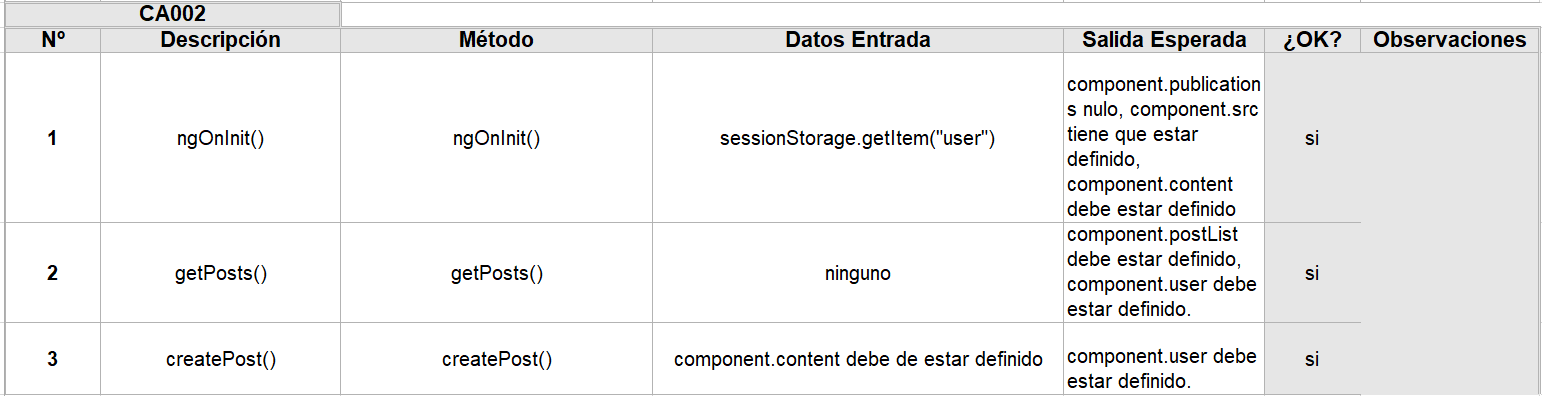 CA002
Nº Descripción Método Datos Entrada Salida Esperada ¿OK? Observaciones
1 ngOnInit() ngOnInit() sessionStorage.getItem("user") si
component.publication
s nulo, component.src
tiene que estar
definido,
component.content
debe estar definido
2 getPosts() getPosts() ninguno si
component.postList
debe estar definido,
component.user debe
estar definido.
3 createPost() createPost() component.content debe de estar definido si
component.user debe
estar definido.